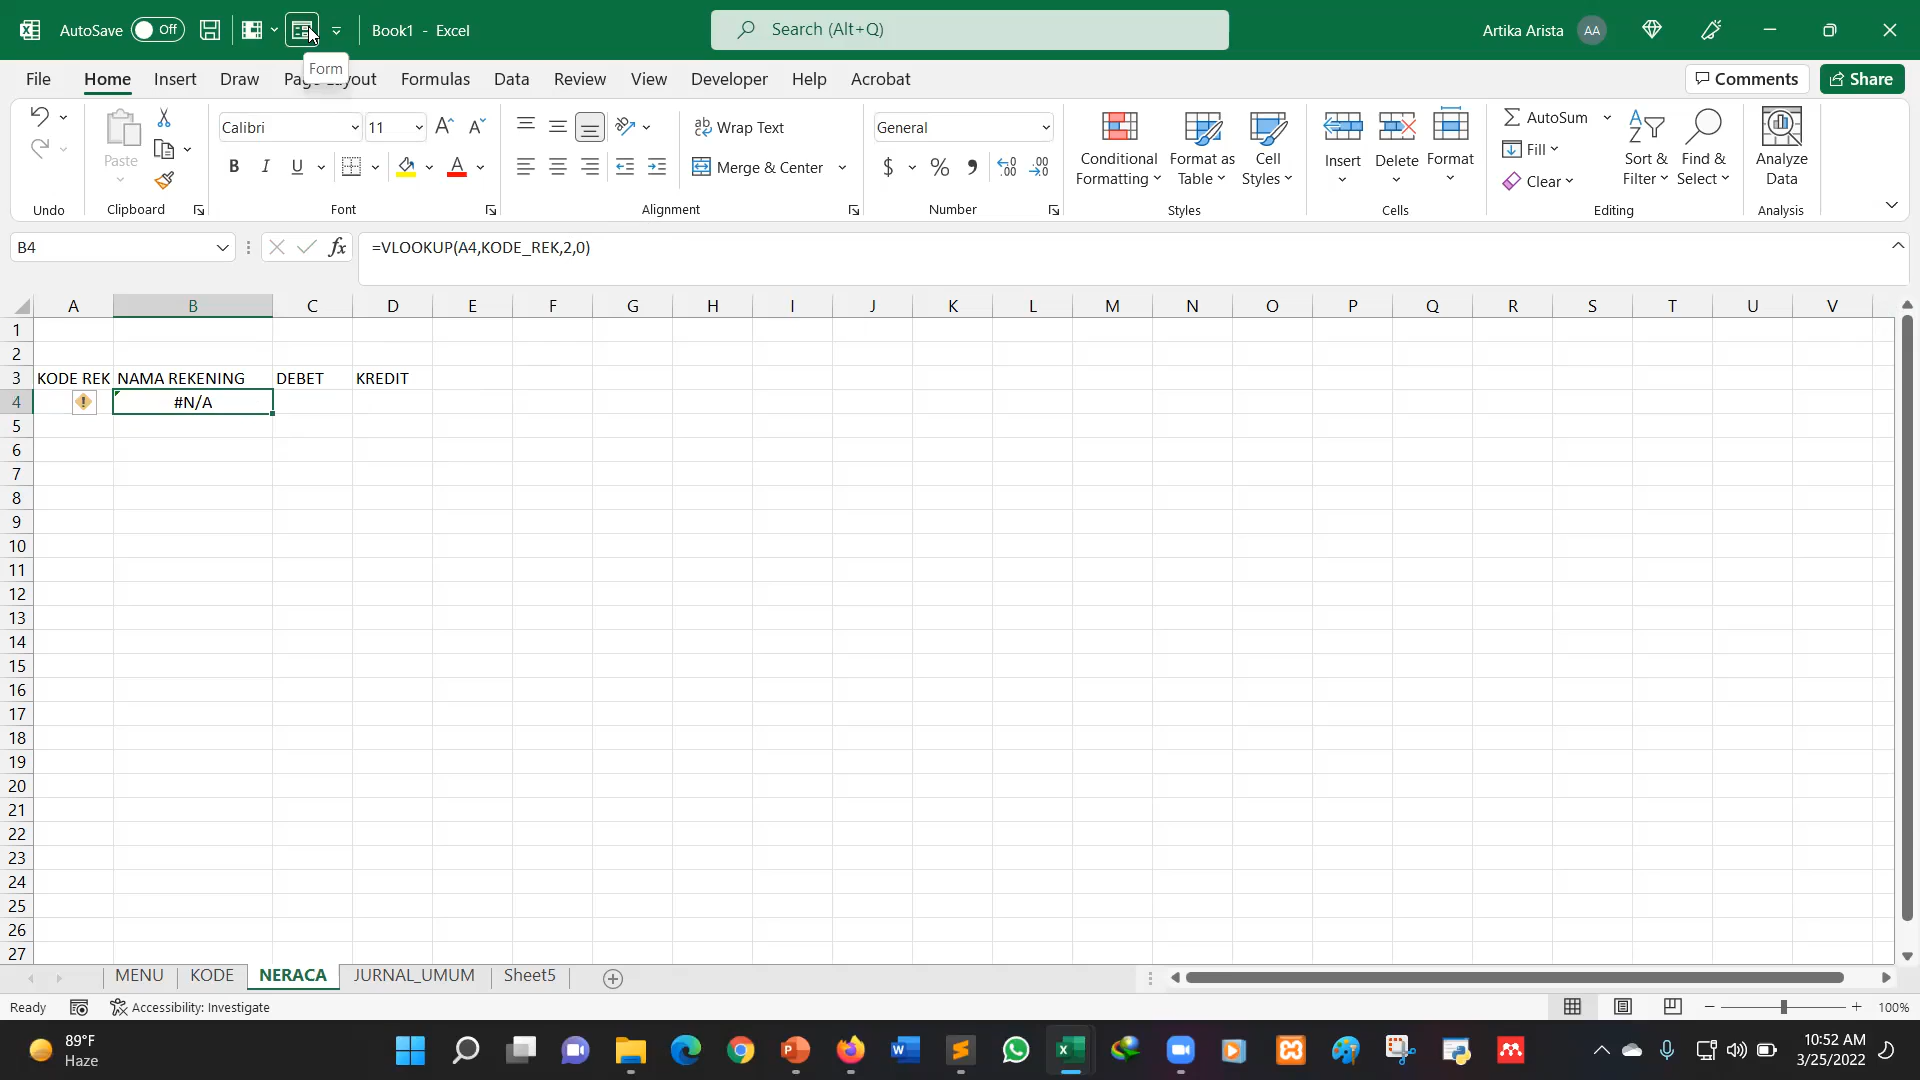 AutoSave Off Book1 - Excel Search (Alt+Q) Artika Arista AA
Form
File Home Insert Draw Page Layout Formulas Data Review View Developer Help Acrobat Comments Share
Calibri 11 Wrap Text General AutoSum
Paste Conditional Formatting Format as Table Cell Styles Insert Delete Format Fill Sort & Filter Find & Select Analyze Data
B I U Merge & Center $ % Clear
Undo Clipboard Font Alignment Number Styles Cells Editing Analysis
B4 fx =VLOOKUP(A4,KODE_REK,2,0)
A B C D E F G H I J K L M N O P Q R S T U V
1
2
3 KODE REK NAMA REKENING DEBET KREDIT
4 #N/A
5
6
7
8
9
10
11
12
13
14
15
16
17
18
19
20
21
22
23
24
25
26
27
MENU KODE NERACA JURNAL_UMUM Sheet5
Ready Accessibility: Investigate 100%
89°F 10:52 AM
Haze 3/25/2022